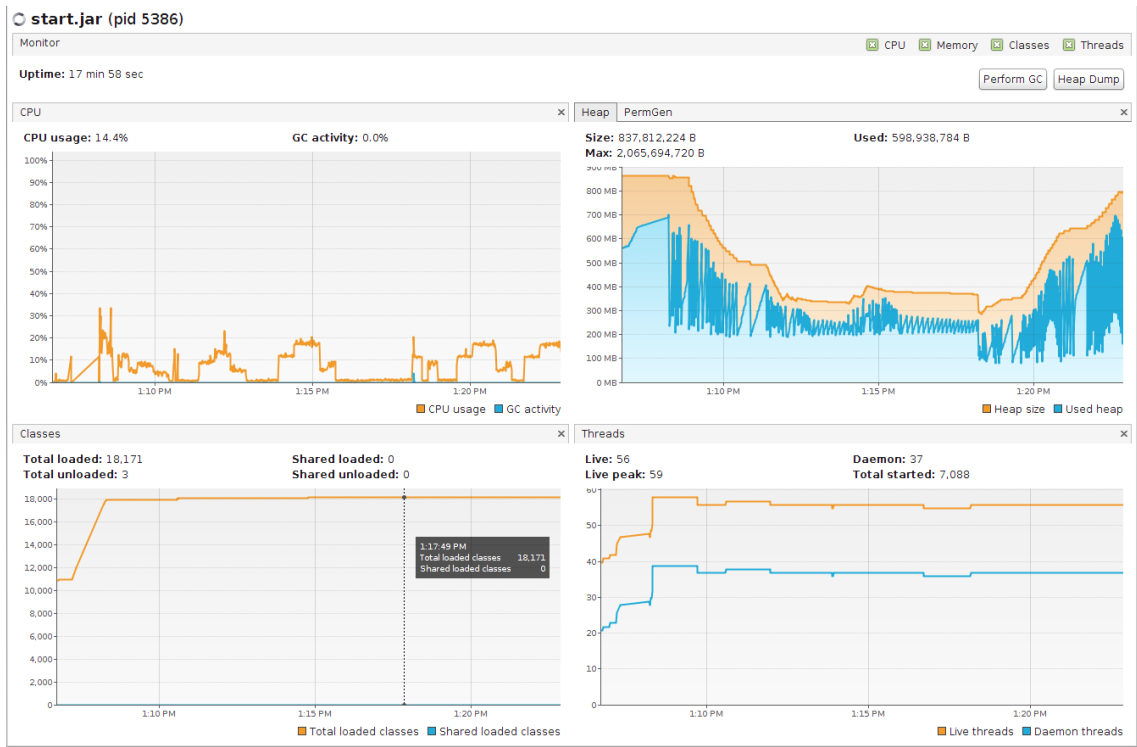 start.jar (pid 5386)
Monitor
CPU Memory Classes Threads
Uptime: 17 min 58 sec
Perform GC Heap Dump
CPU
CPU usage: 14.4% GC activity: 0.0%
100%
90%
80%
70%
60%
50%
40%
30%
20%
10%
0%
1:10 PM 1:15 PM 1:20 PM
CPU usage GC activity
Heap PermGen
Size: 837,812,224 B Used: 598,938,784 B
Max: 2,065,694,720 B
900 MB
800 MB
700 MB
600 MB
500 MB
400 MB
300 MB
200 MB
100 MB
0 MB
1:10 PM 1:15 PM 1:20 PM
Heap size Used heap
Classes
Total loaded: 18,171 Shared loaded: 0
Total unloaded: 3 Shared unloaded: 0
18,000
16,000
14,000
12,000
10,000
8,000
6,000
4,000
2,000
0
1:17:49 PM
Total loaded classes 18,171
Shared loaded classes 0
1:10 PM 1:15 PM 1:20 PM
Total loaded classes Shared loaded classes
Threads
Live: 56 Daemon: 37
Live peak: 59 Total started: 7,088
60
50
40
30
20
10
0
1:10 PM 1:15 PM 1:20 PM
Live threads Daemon threads